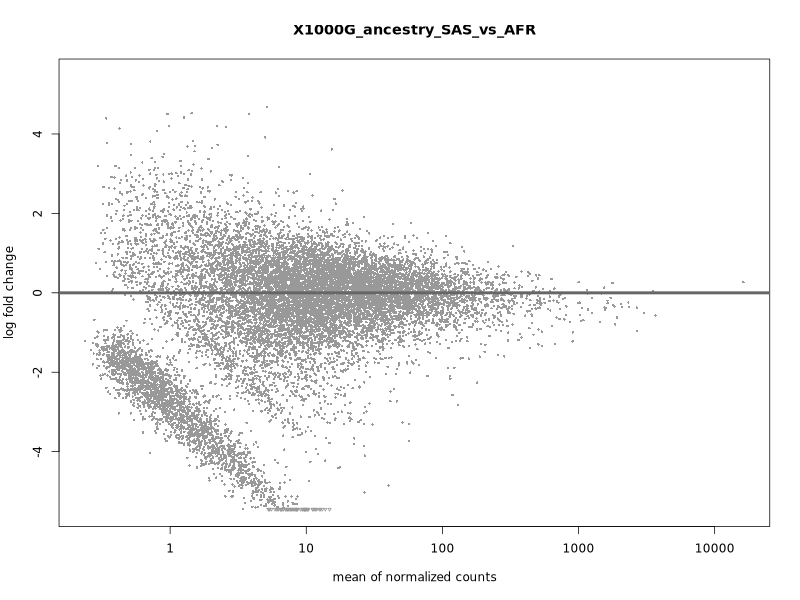 X1000G_ancestry_SAS_vs_AFR
4
2
0
-2
-4
log fold change
1 10 100 1000 10000
mean of normalized counts